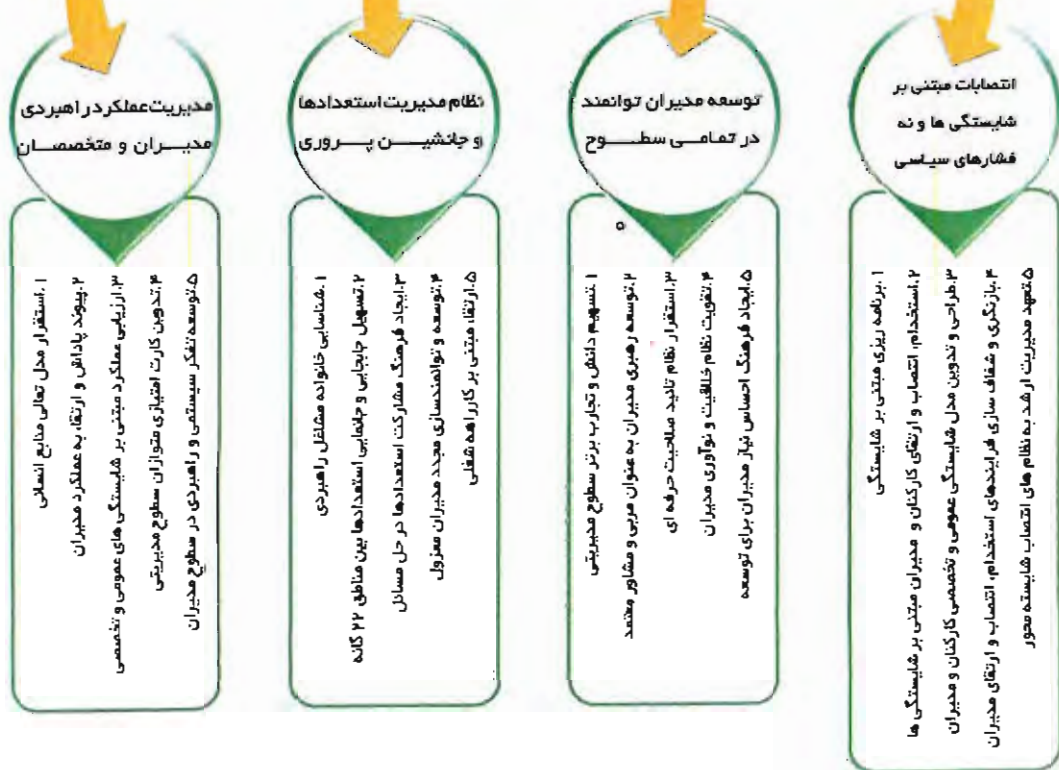 انتصابات مبتنی بر
شایستگی ها و نه
فشارهای سیاسی
۱.برنامه ریزی مبتنی بر شایستگی
۲.استخدام، انتصاب و ارتقای کارکنان و مدیران مبتنی بر شایستگی ها
۳.طراحی و تدوین مدل شایستگی عمومی و تخصصی کارکنان و مدیران
۴.بازنگری و شفاف سازی فرایندهای استخدام، انتصاب و ارتقای مدیران
۵.تعهد مدیریت ارشد به نظام های انتصاب شایسته محور
توسعه مدیران توانمند
در تمامی سطوح
۱.تسهیم دانش و تجارب برتر سطوح مدیریتی
۲.توسعه رهبری مدیران به عنوان مربی و مشاور معتمد
۳.استقرار نظام تائید صلاحیت حرفه ای
۴.تقویت نظام خلاقیت و نوآوری مدیران
۵.ایجاد فرهنگ احساس نیاز مدیران برای توسعه
نظام مدیریت استعدادها
و جانشین پروری
۱.شناسایی خانواده مشاغل راهبردی
۲.تسهیل جابجایی و جانمایی استعدادها بین مناطق ۲۲ گانه
۳.ایجاد فرهنگ مشارکت استعدادها در حل مسائل
۴.توسعه و توانمندسازی مجدد مدیران معزول
۵.ارتقاء مبتنی بر کارراهه شغلی
مدیریت عملکرد راهبردی
مدیران و متخصصان
۱.استقرار مدل تعالی منابع انسانی
۲.پیوند پاداش و ارتقاء به عملکرد مدیران
۳.ارزیابی عملکرد مبتنی بر شایستگی های عمومی و تخصصی
۴.تدوین کارت امتیازی متوازان سطوح مدیریتی
۵.توسعه تفکر سیستمی و راهبردی در سطوح مدیران